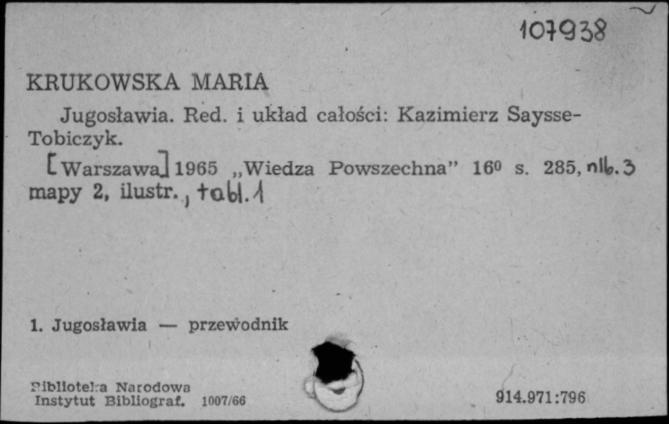 107938
KRUKOWSKA MARIA
Jugosławia. Red. i układ całości: Kazimierz Saysse-
Tobiczyk.
[Warszawa] 1965 „Wiedza Powszechna” 16⁰ s. 285, nlb. 3
mapy 2, ilustr., tabl. 1
1. Jugosławia — przewodnik
Biblioteka Narodowa
Instytut Bibliograf. 1007/66
914.971:796